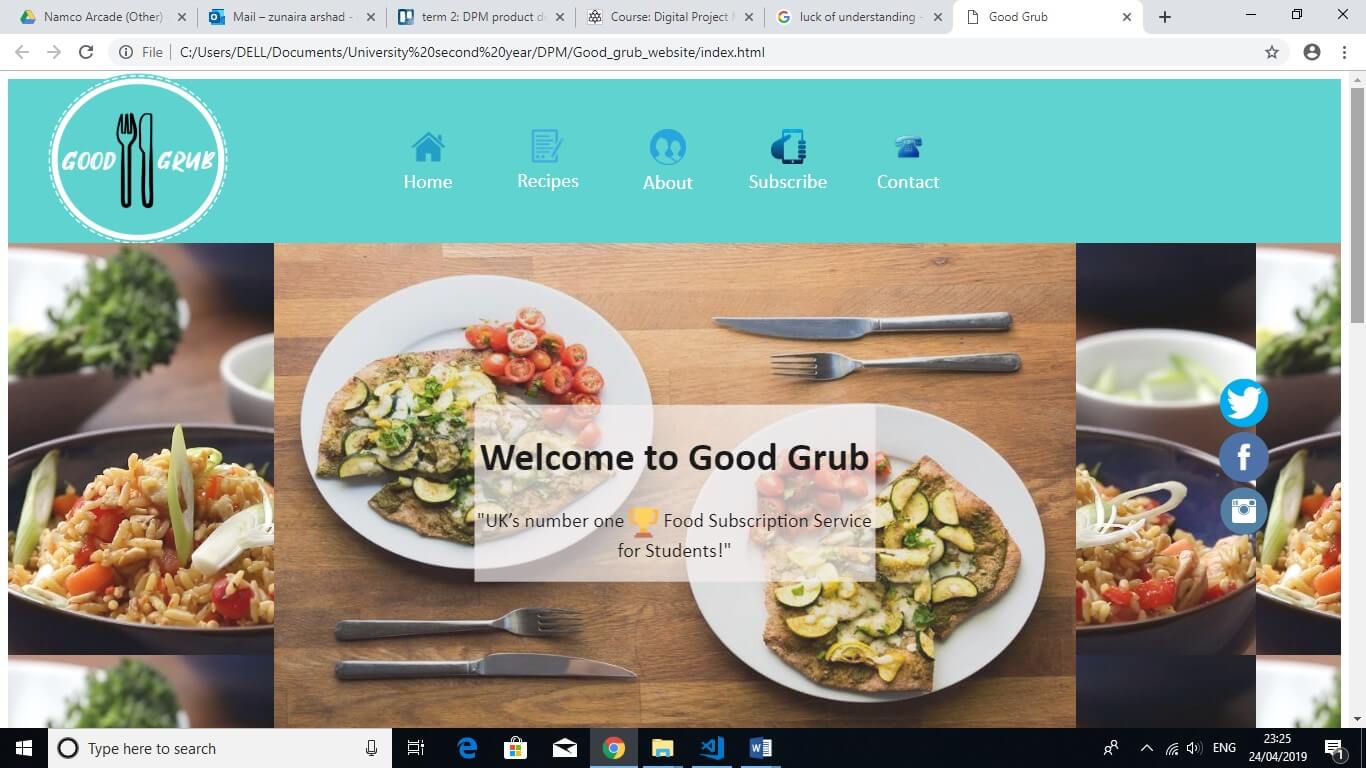 Namco Arcade (Other)
Mail – zunaira arshad -
term 2: DPM product d
Course: Digital Project
luck of understanding -
Good Grub
File
C:/Users/DELL/Documents/University%20second%20year/DPM/Good_grub_website/index.html
GOOD GRUB
Home
Recipes
About
Subscribe
Contact
Welcome to Good Grub
"UK’s number one 🏆 Food Subscription Service
for Students!"
Type here to search
ENG
23:25
24/04/2019
1